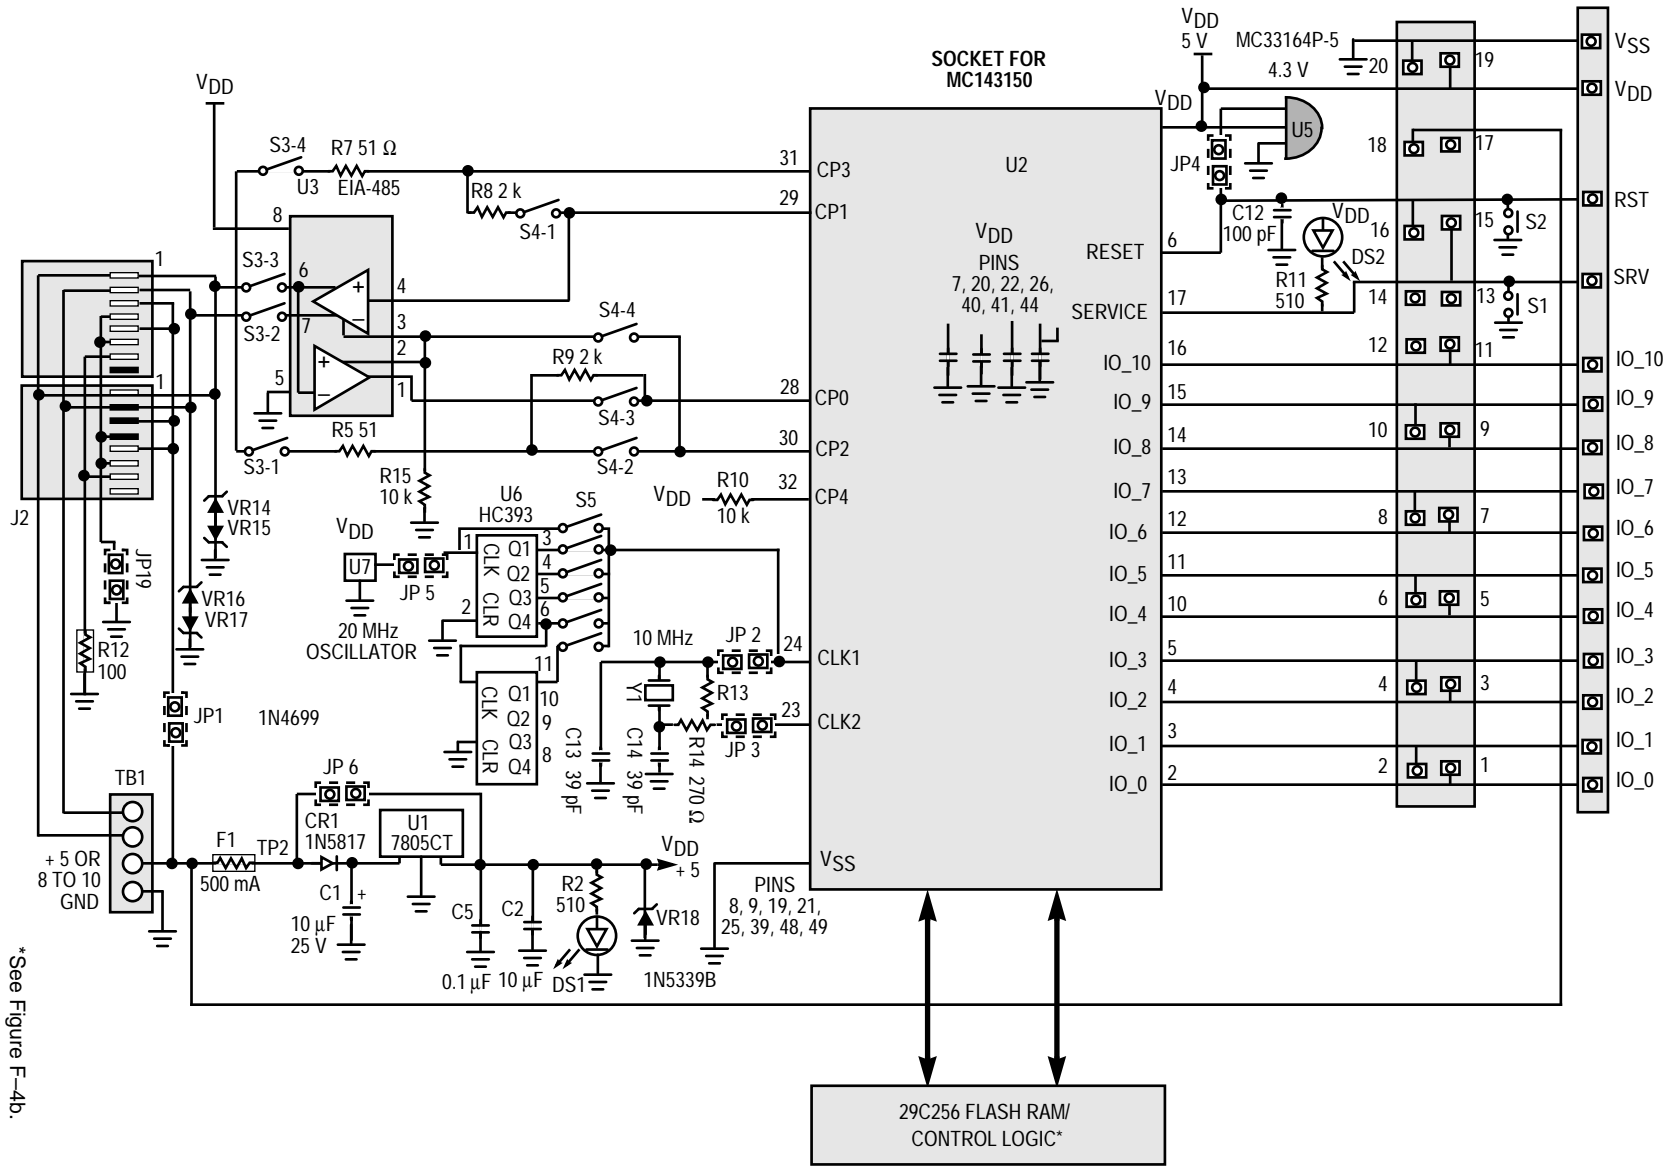 VDD
5 V
MC33164P-5
4.3 V
20
19
VSS
VDD
SOCKET FOR
MC143150
VDD
U5
JP4
18
17
RST
C12
100 pF
VDD
DS2
16
15
S2
R11
510
14
13
S1
SRV
VDD
S3-4
R7 51 Ω
U3
EIA-485
R8 2 k
S4-1
31
CP3
29
CP1
U2
8
VDD
PINS
7, 20, 22, 26,
40, 41, 44
RESET
6
SERVICE
17
1
S3-3
6
S3-2
7
+
–
4
3
S4-4
2
+
–
5
1
R9 2 k
S4-3
28
CP0
R5 51
S3-1
S4-2
30
CP2
1
J2
R15
10 k
VDD
R10
10 k
32
CP4
IO_10
16
12
11
IO_10
IO_9
15
IO_9
10
9
IO_8
14
IO_8
IO_7
13
IO_7
8
7
IO_6
12
IO_6
IO_5
11
IO_5
6
5
IO_4
10
IO_4
IO_3
5
IO_3
4
3
IO_2
4
IO_2
IO_1
3
IO_1
2
1
IO_0
2
IO_0
VR14
VR15
JP19
VR16
VR17
R12
100
JP1
1N4699
VDD
U7
JP 5
20 MHz
OSCILLATOR
U6
HC393
S5
1
CLK
Q1
3
Q2
4
Q3
5
CLR
Q4
6
2
11
CLK
Q1
10
Q2
9
Q3
8
CLR
Q4
10 MHz
JP 2
24
CLK1
Y1
R13
23
CLK2
JP 3
C13 39 pF
C14 39 pF
R14 270 Ω
TB1
+ 5 OR
8 TO 10
GND
F1
500 mA
TP2
JP 6
CR1
1N5817
U1
7805CT
C1
+
10 µF
25 V
C5
0.1 µF
C2
10 µF
R2
510
DS1
VDD
+ 5
VR18
1N5339B
VSS
PINS
8, 9, 19, 21,
25, 39, 48, 49
29C256 FLASH RAM/
CONTROL LOGIC*
*See Figure F–4b.